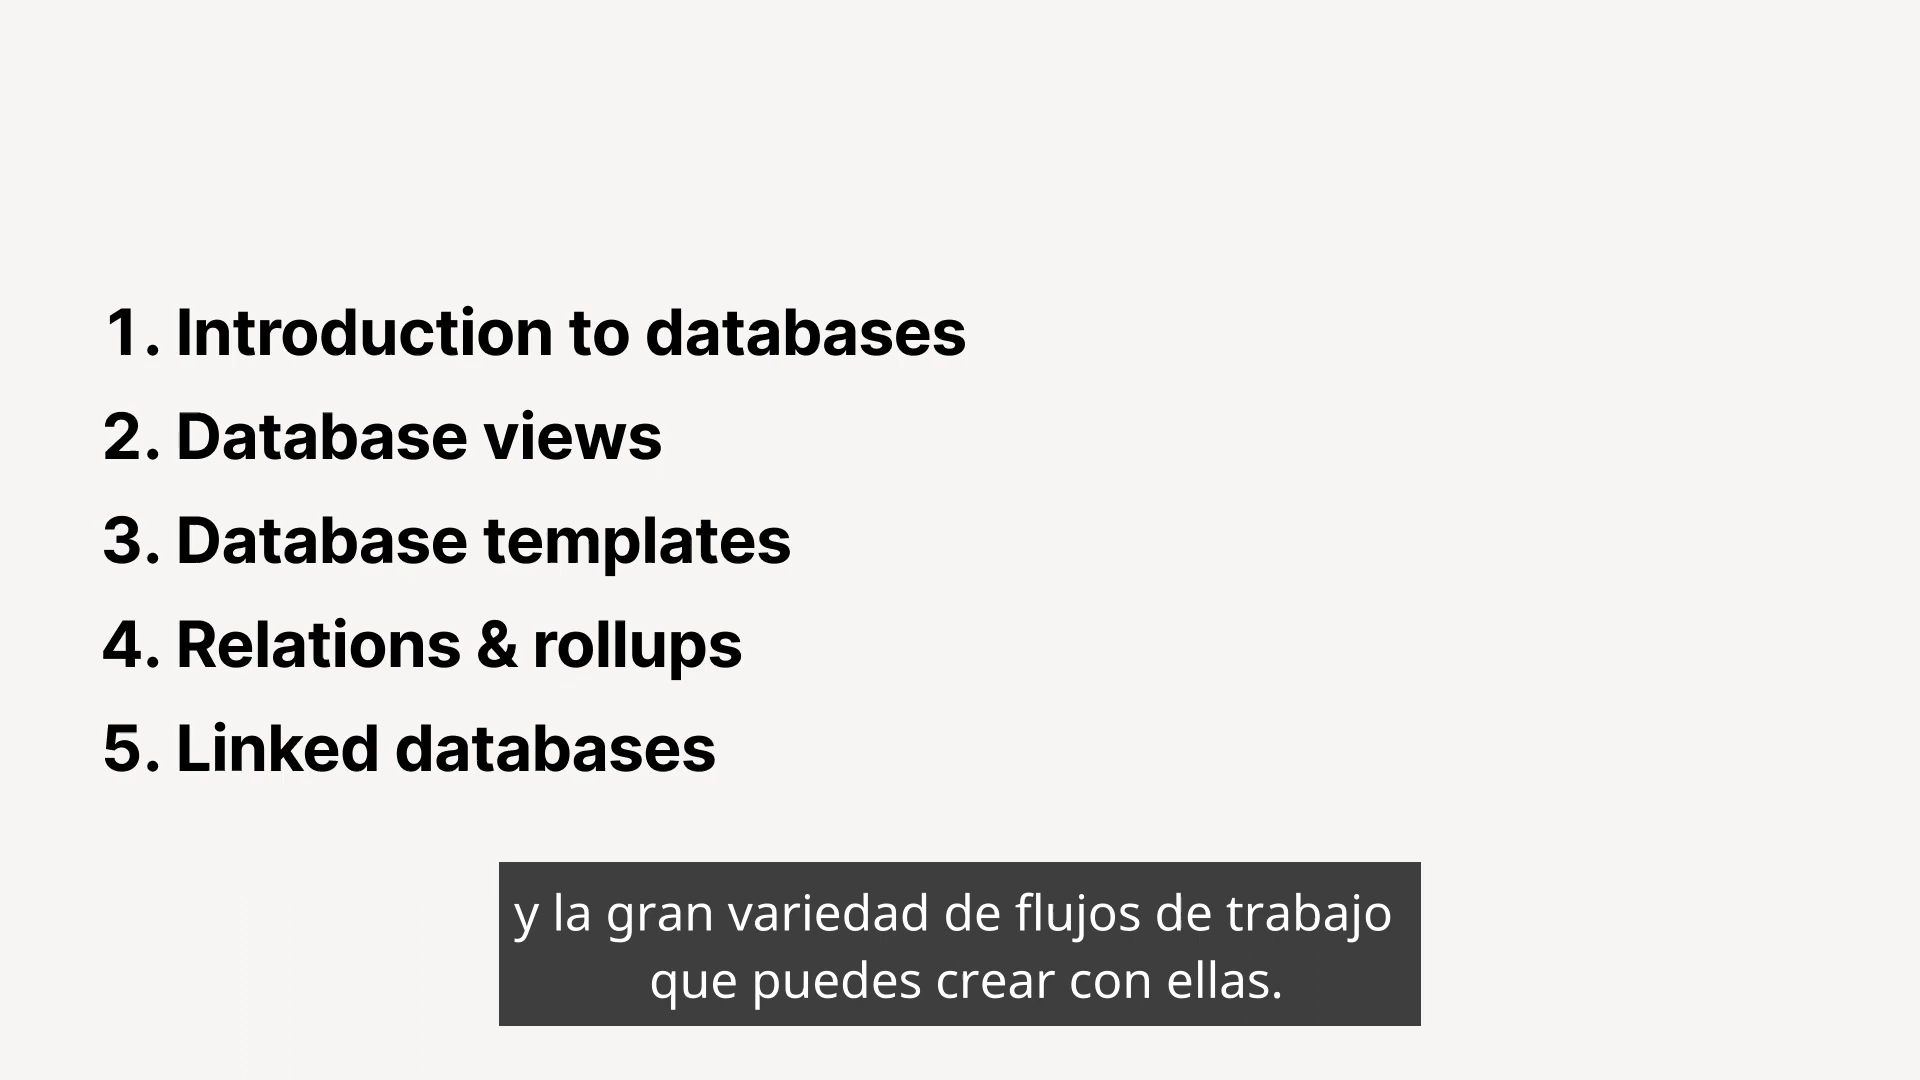 1. Introduction to databases
2. Database views
3. Database templates
4. Relations & rollups
5. Linked databases
y la gran variedad de flujos de trabajo
que puedes crear con ellas.